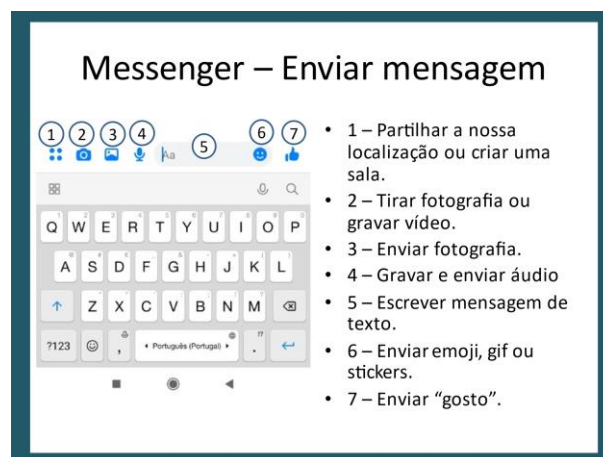 Messenger – Enviar mensagem
1 2 3 4 5 6 7
Aa
Q W E R T Y U I O P
A S D F G H J K L
Z X C V B N M
?123 , Português (Portugal) .
• 1 – Partilhar a nossa
localização ou criar uma
sala.
• 2 – Tirar fotografia ou
gravar vídeo.
• 3 – Enviar fotografia.
• 4 – Gravar e enviar áudio
• 5 – Escrever mensagem de
texto.
• 6 – Enviar emoji, gif ou
stickers.
• 7 – Enviar “gosto”.